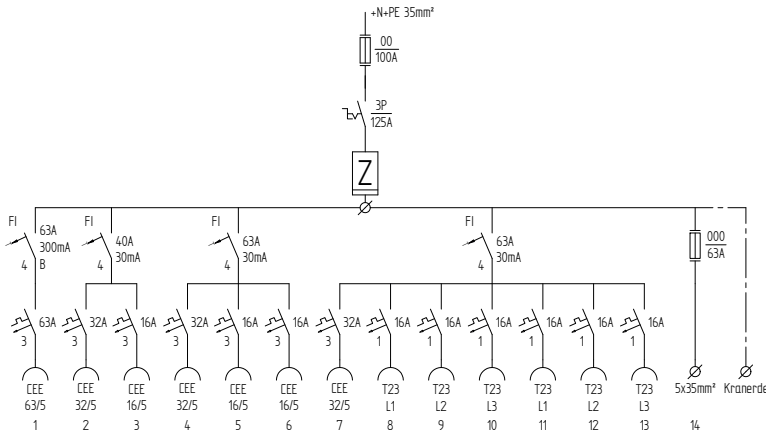 +N+PE 35mm²
00
100A
3P
125A
Z
FI 63A 300mA 4 B
FI 40A 30mA 4
FI 63A 30mA 4
FI 63A 30mA 4
000
63A
63A 32A 16A 32A 16A 16A 32A 16A 16A 16A 16A 16A 16A
3 3 3 3 3 3 3 1 1 1 1 1 1
CEE CEE CEE CEE CEE CEE CEE T23 T23 T23 T23 T23 T23 5x35mm² Kranerde
63/5 32/5 16/5 32/5 16/5 16/5 32/5 L1 L2 L3 L1 L2 L3
1 2 3 4 5 6 7 8 9 10 11 12 13 14